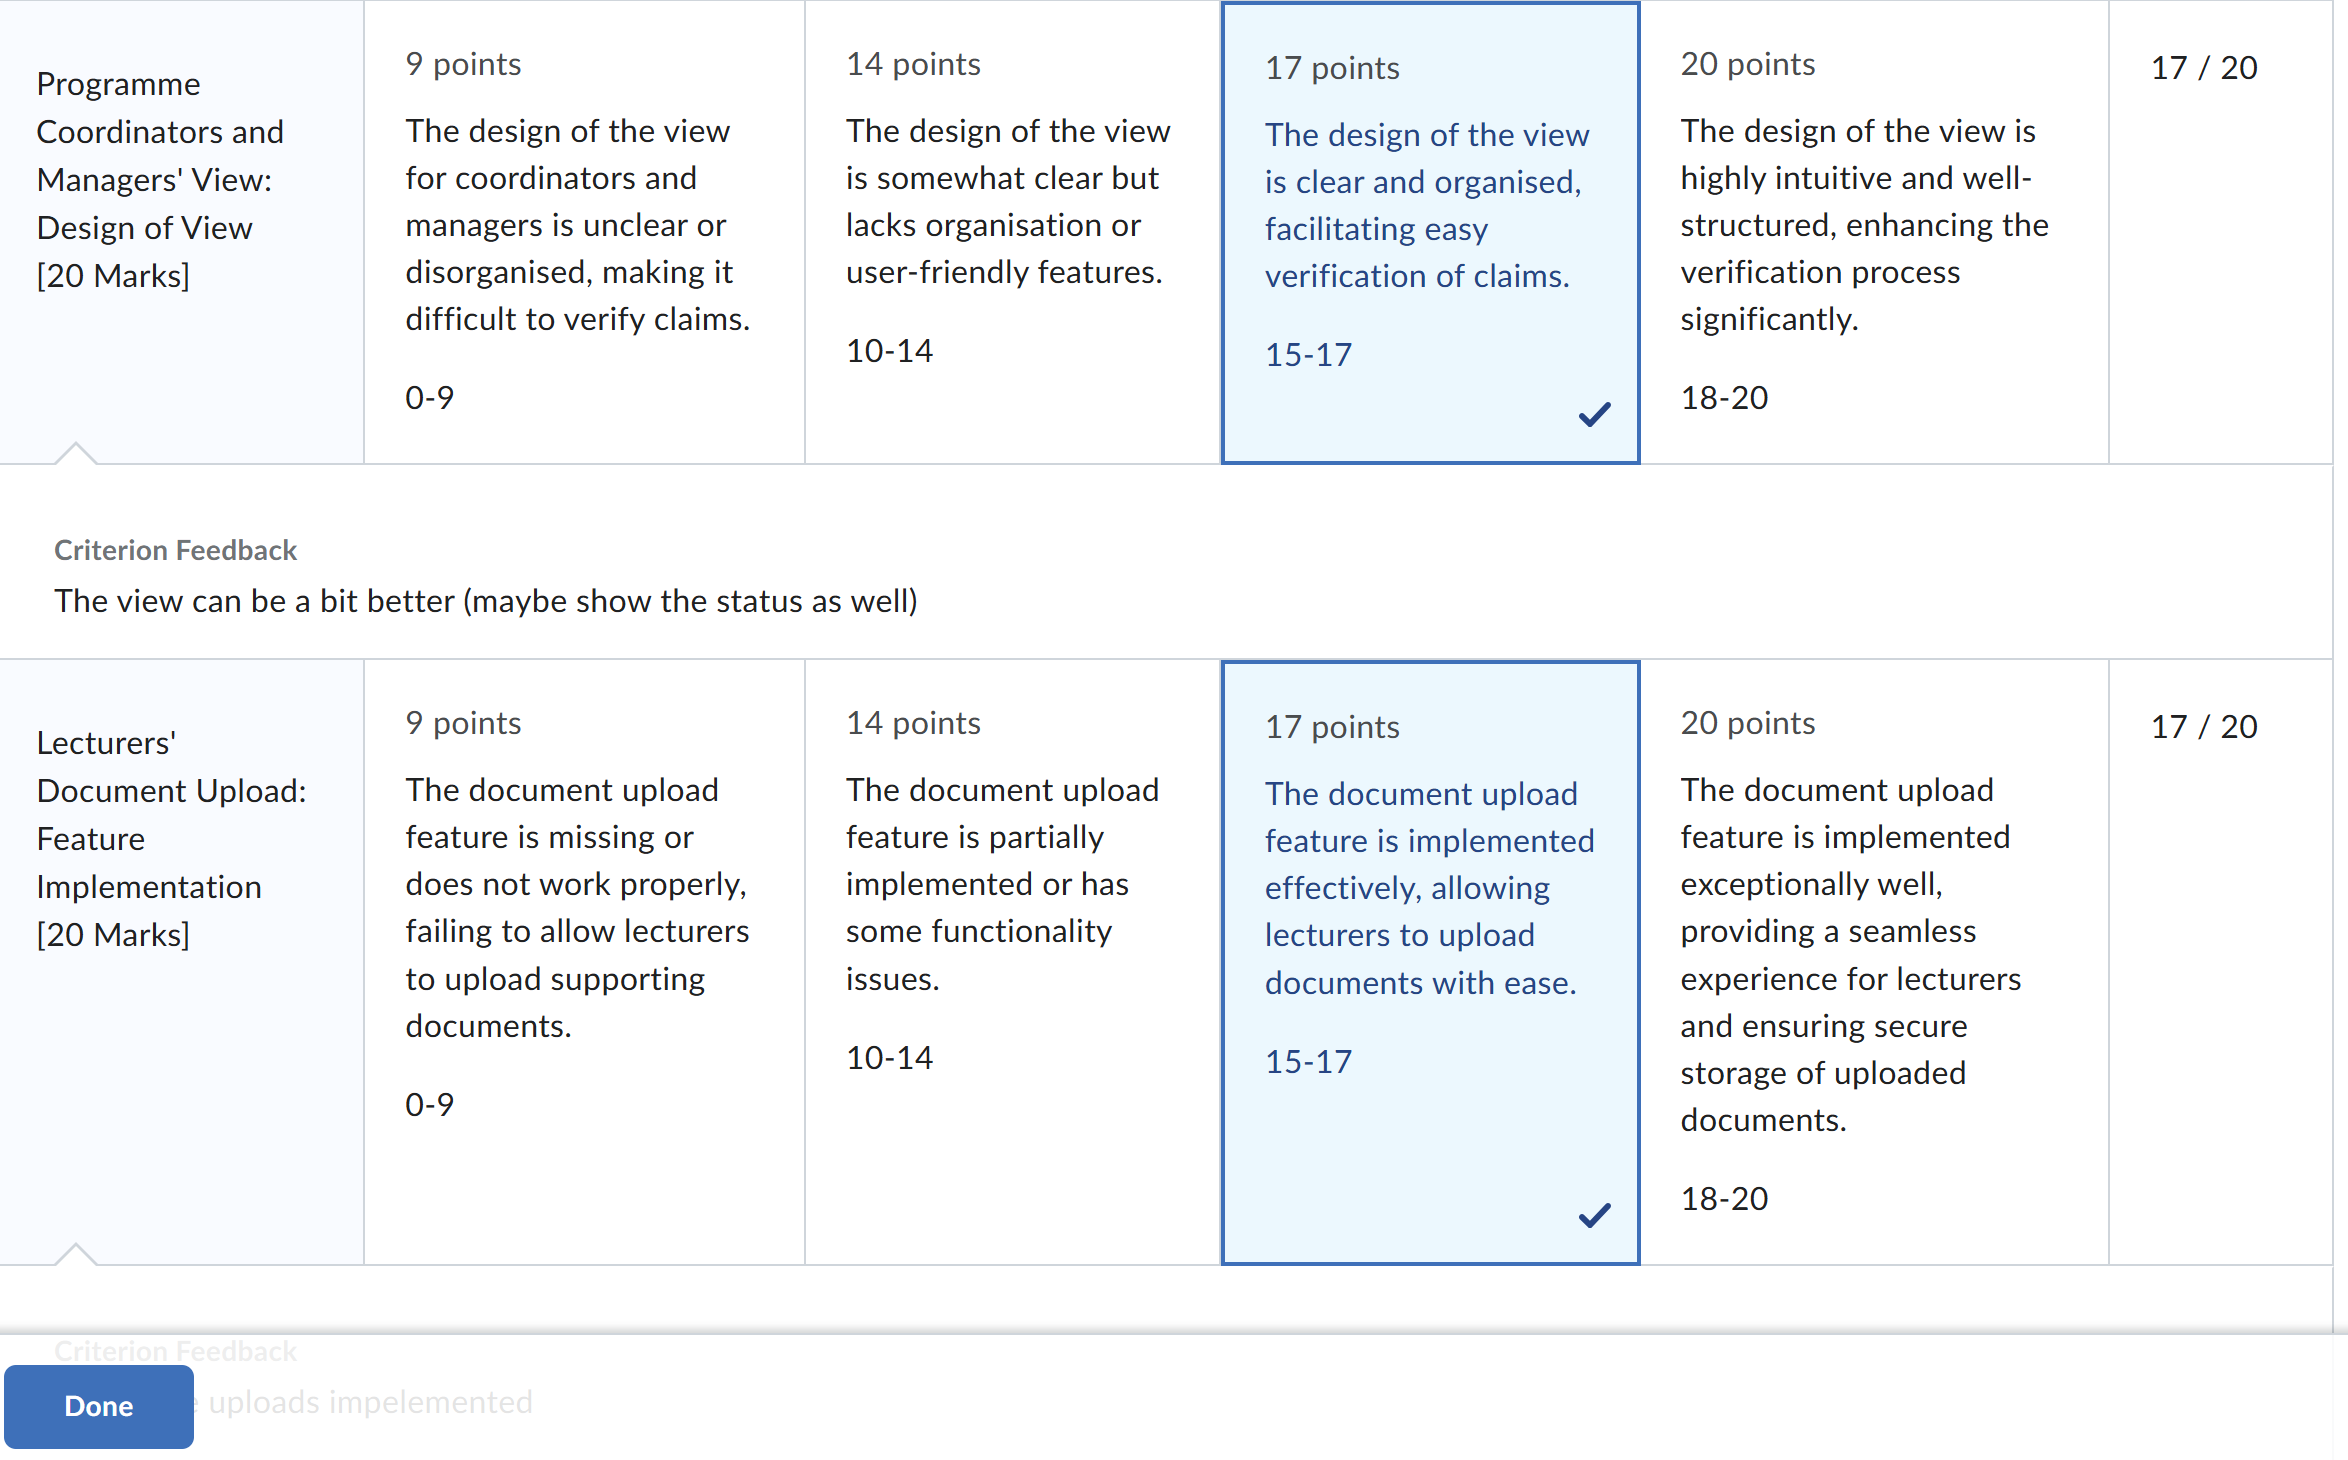 Programme
Coordinators and
Managers' View:
Design of View
[20 Marks]
9 points
The design of the view
for coordinators and
managers is unclear or
disorganised, making it
difficult to verify claims.
0-9
14 points
The design of the view
is somewhat clear but
lacks organisation or
user-friendly features.
10-14
17 points
The design of the view
is clear and organised,
facilitating easy
verification of claims.
15-17
20 points
The design of the view is
highly intuitive and well-
structured, enhancing the
verification process
significantly.
18-20
17 / 20
Criterion Feedback
The view can be a bit better (maybe show the status as well)
Lecturers'
Document Upload:
Feature
Implementation
[20 Marks]
9 points
The document upload
feature is missing or
does not work properly,
failing to allow lecturers
to upload supporting
documents.
0-9
14 points
The document upload
feature is partially
implemented or has
some functionality
issues.
10-14
17 points
The document upload
feature is implemented
effectively, allowing
lecturers to upload
documents with ease.
15-17
20 points
The document upload
feature is implemented
exceptionally well,
providing a seamless
experience for lecturers
and ensuring secure
storage of uploaded
documents.
18-20
17 / 20
Criterion Feedback
uploads impelemented
Done